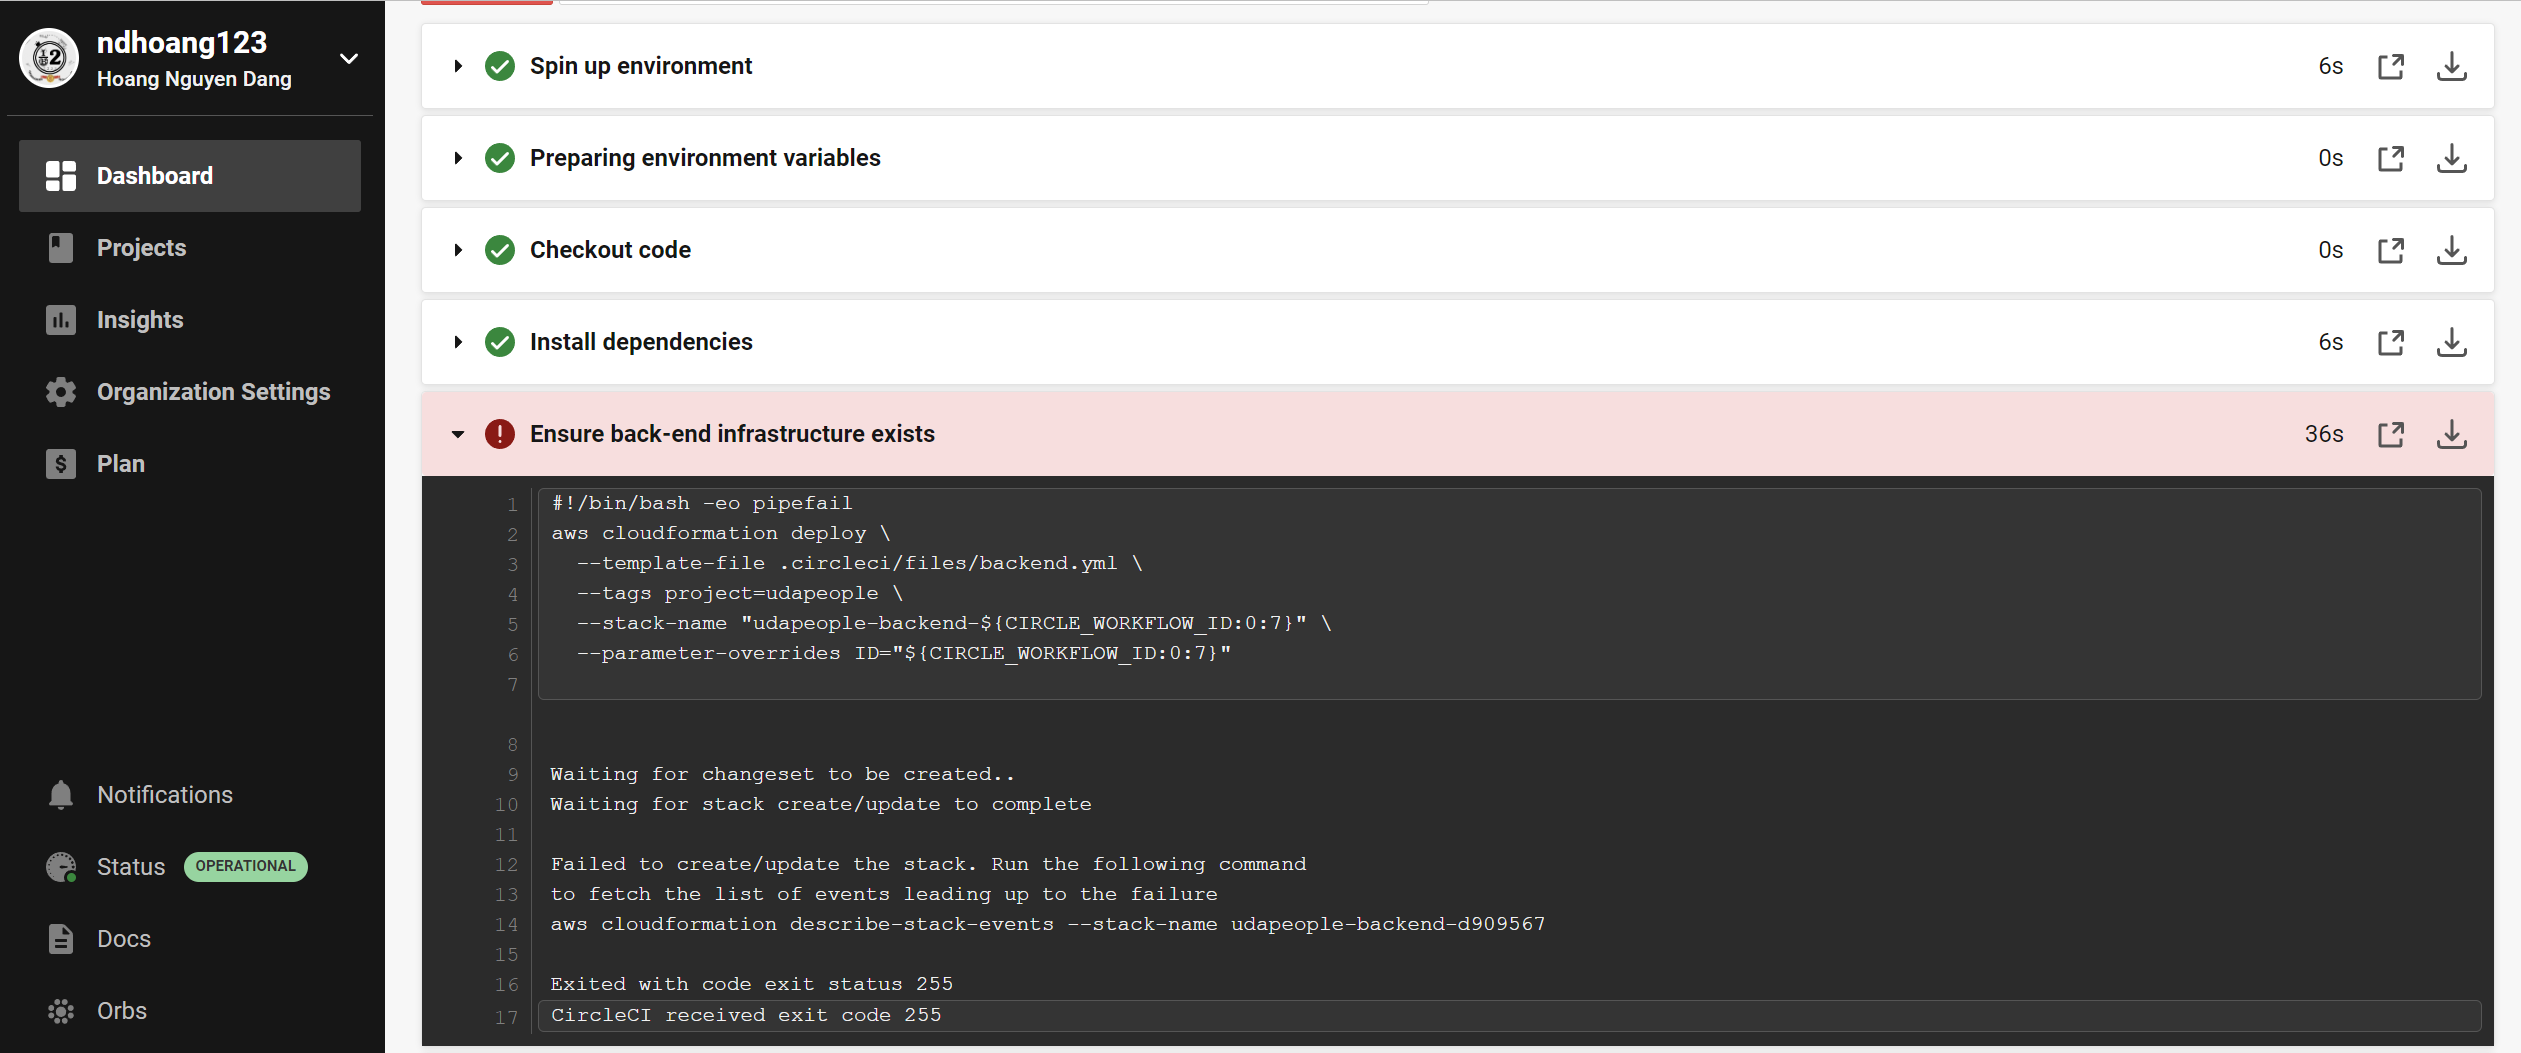 ndhoang123
Hoang Nguyen Dang
Dashboard
Projects
Insights
Organization Settings
Plan
Notifications
Status OPERATIONAL
Docs
Orbs
Spin up environment 6s
Preparing environment variables 0s
Checkout code 0s
Install dependencies 6s
Ensure back-end infrastructure exists 36s
1 #!/bin/bash -eo pipefail
2 aws cloudformation deploy \
3 --template-file .circleci/files/backend.yml \
4 --tags project=udapeople \
5 --stack-name "udapeople-backend-${CIRCLE_WORKFLOW_ID:0:7}" \
6 --parameter-overrides ID="${CIRCLE_WORKFLOW_ID:0:7}"
7
8
9 Waiting for changeset to be created..
10 Waiting for stack create/update to complete
11
12 Failed to create/update the stack. Run the following command
13 to fetch the list of events leading up to the failure
14 aws cloudformation describe-stack-events --stack-name udapeople-backend-d909567
15
16 Exited with code exit status 255
17 CircleCI received exit code 255